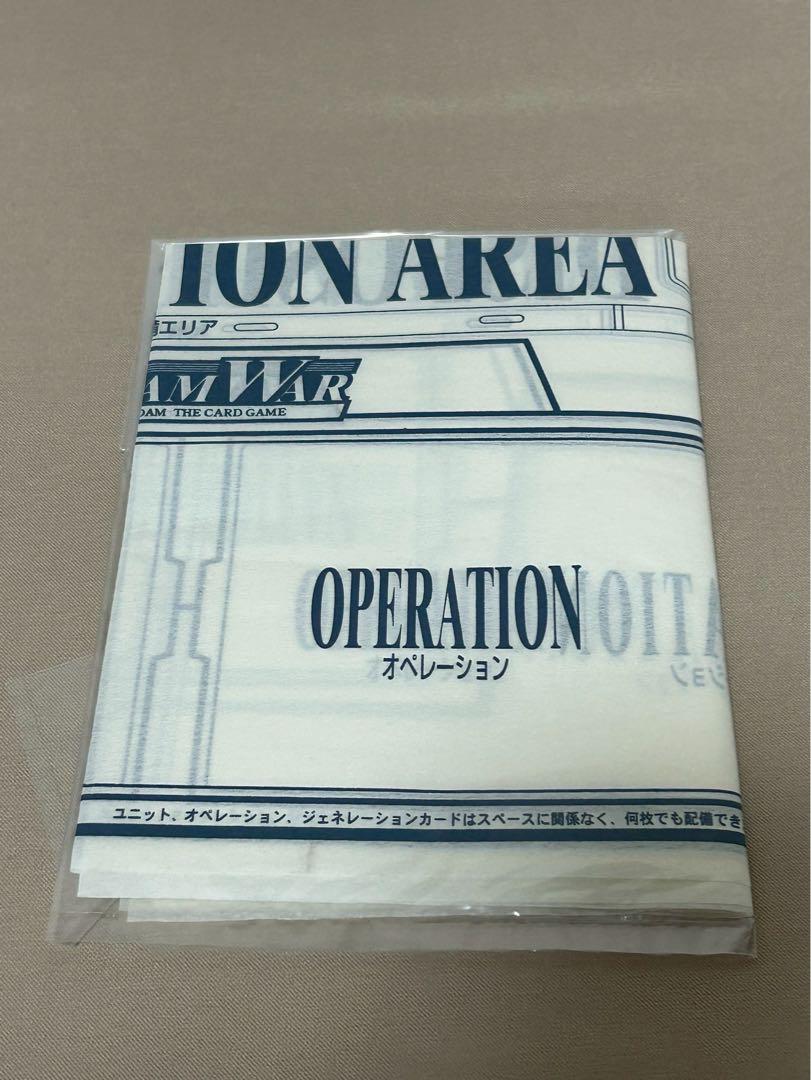 ION AREA
備エリア
AM WAR
DAM THE CARD GAME
OPERATION
オペレーション
ユニット、オペレーション、ジェネレーションカードはスペースに関係なく、何枚でも配備でき